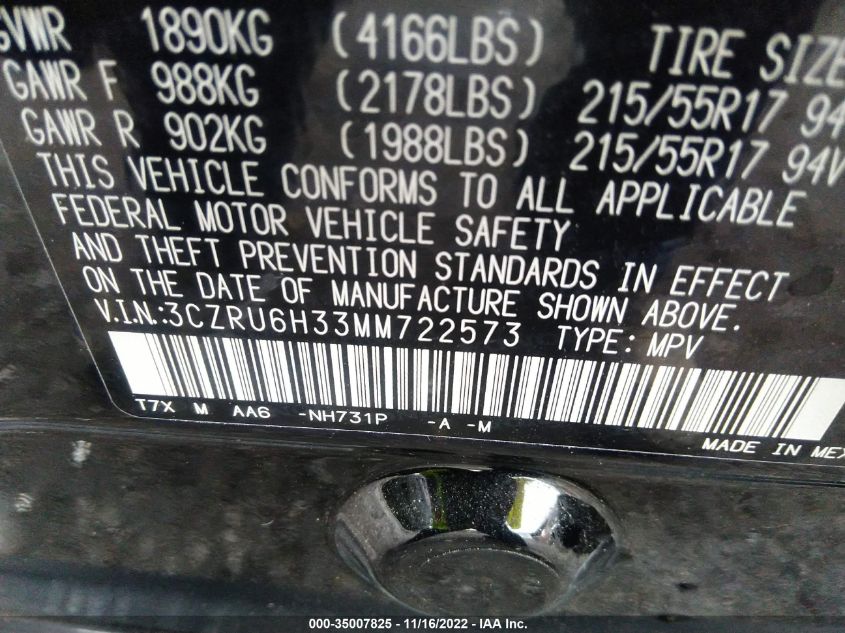 GVWR 1890KG (4166LBS) TIRE SIZE
GAWR F 988KG (2178LBS) 215/55R17 94
GAWR R 902KG (1988LBS) 215/55R17 94V
THIS VEHICLE CONFORMS TO ALL APPLICABLE
FEDERAL MOTOR VEHICLE SAFETY
AND THEFT PREVENTION STANDARDS IN EFFECT
ON THE DATE OF MANUFACTURE SHOWN ABOVE.
V.I.N.:3CZRU6H33MM722573 TYPE: MPV
T7X M AA6 -NH731P -A -M
MADE IN MEX
000-35007825 - 11/16/2022 - © IAA Inc.